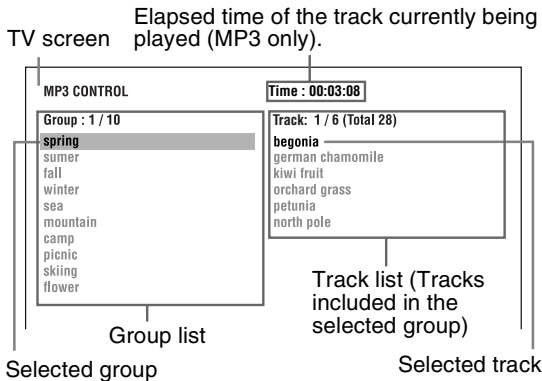 Elapsed time of the track currently being
played (MP3 only).
TV screen
MP3 CONTROL
Time : 00:03:08
Group : 1 / 10
spring
sumer
fall
winter
sea
mountain
camp
picnic
skiing
flower
Track: 1 / 6 (Total 28)
begonia
german chamomile
kiwi fruit
orchard grass
petunia
north pole
Track list (Tracks
included in the
selected group)
Group list
Selected group
Selected track